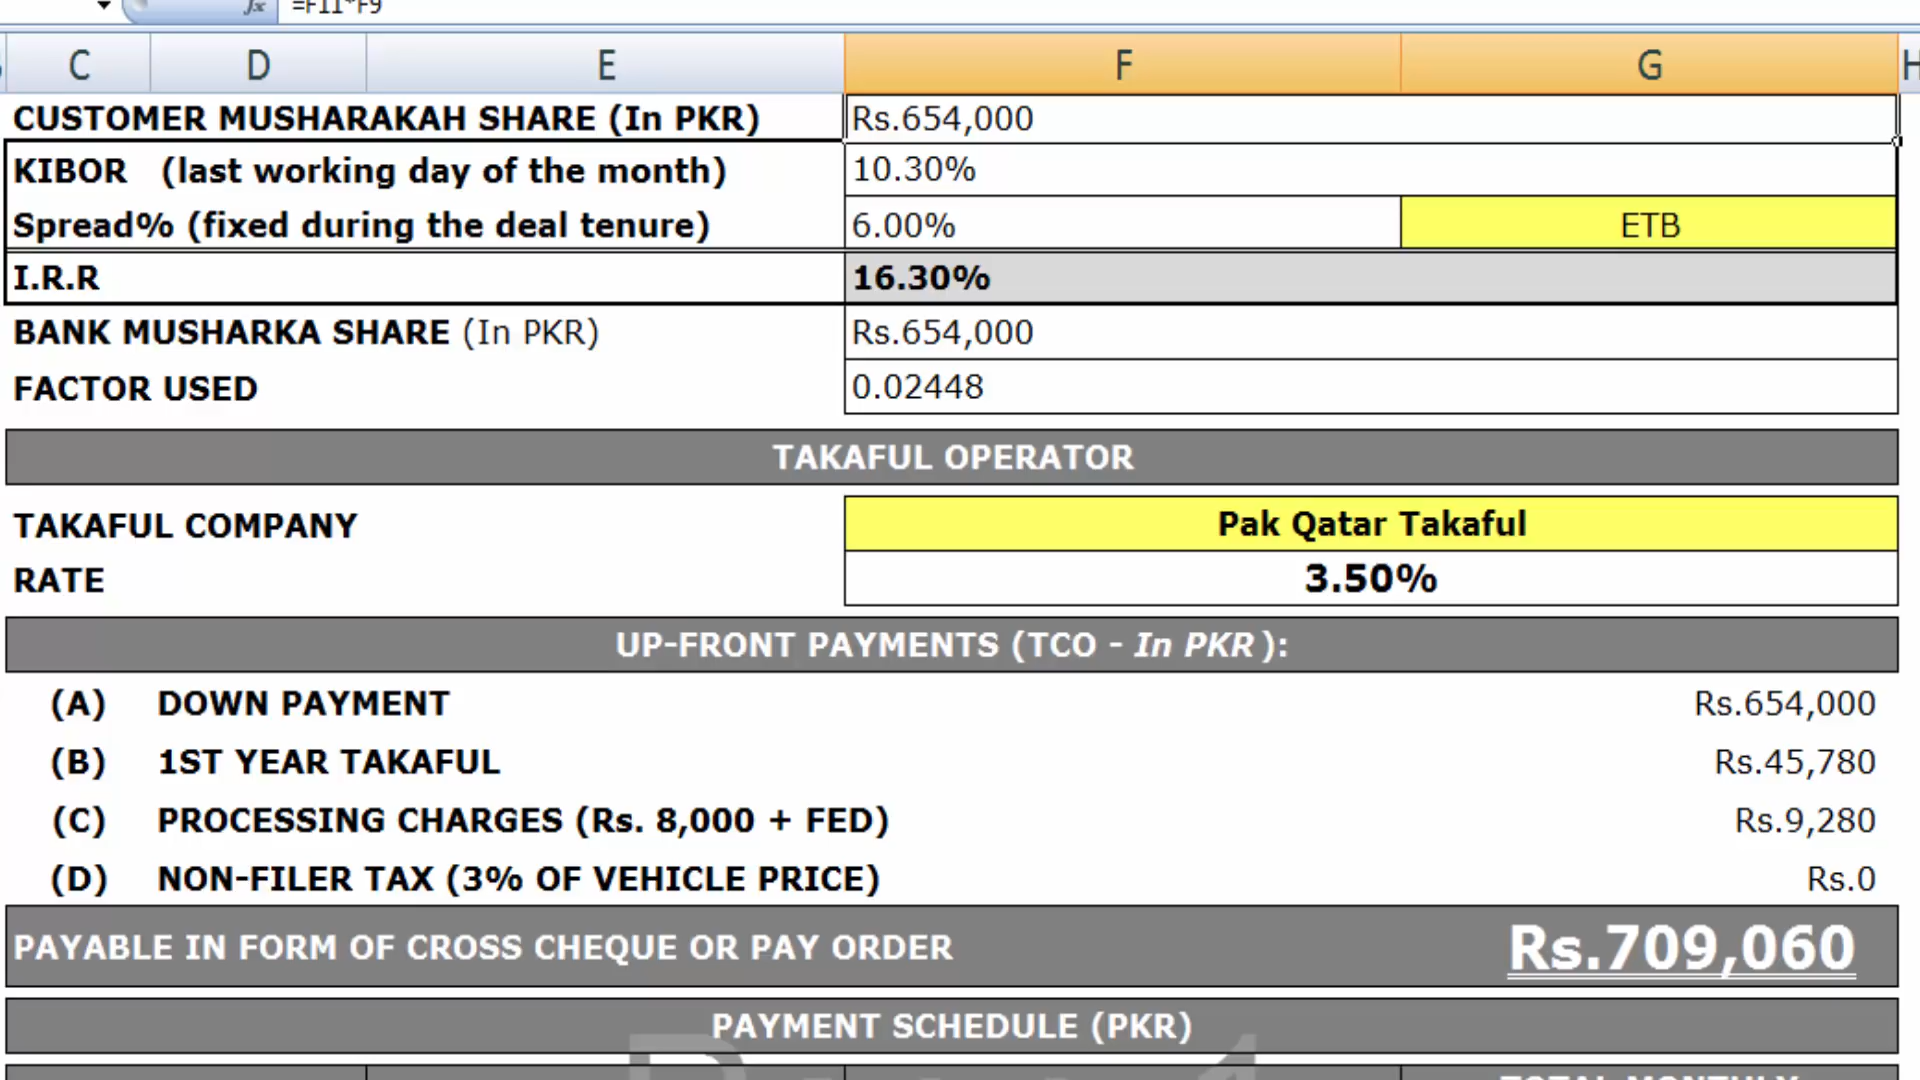 =F11*F9
C D E F G H
CUSTOMER MUSHARAKAH SHARE (In PKR) Rs.654,000
KIBOR (last working day of the month) 10.30%
Spread% (fixed during the deal tenure) 6.00% ETB
I.R.R 16.30%
BANK MUSHARKA SHARE (In PKR) Rs.654,000
FACTOR USED 0.02448
TAKAFUL OPERATOR
TAKAFUL COMPANY Pak Qatar Takaful
RATE 3.50%
UP-FRONT PAYMENTS (TCO - In PKR ):
(A) DOWN PAYMENT Rs.654,000
(B) 1ST YEAR TAKAFUL Rs.45,780
(C) PROCESSING CHARGES (Rs. 8,000 + FED) Rs.9,280
(D) NON-FILER TAX (3% OF VEHICLE PRICE) Rs.0
PAYABLE IN FORM OF CROSS CHEQUE OR PAY ORDER Rs.709,060
PAYMENT SCHEDULE (PKR)
TOTAL MONTHLY